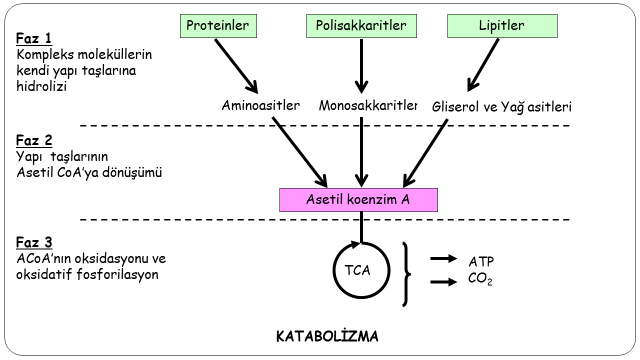 Proteinler
Polisakkaritler
Lipitler
Faz 1
Kompleks moleküllerin
kendi yapı taşlarına
hidrolizi
Aminoasitler
Monosakkaritler
Gliserol ve Yağ asitleri
Faz 2
Yapı taşlarının
Asetil CoA'ya dönüşümü
Asetil koenzim A
Faz 3
ACoA'nın oksidasyonu ve
oksidatif fosforilasyon
TCA
ATP
CO₂
KATABOLİZMA